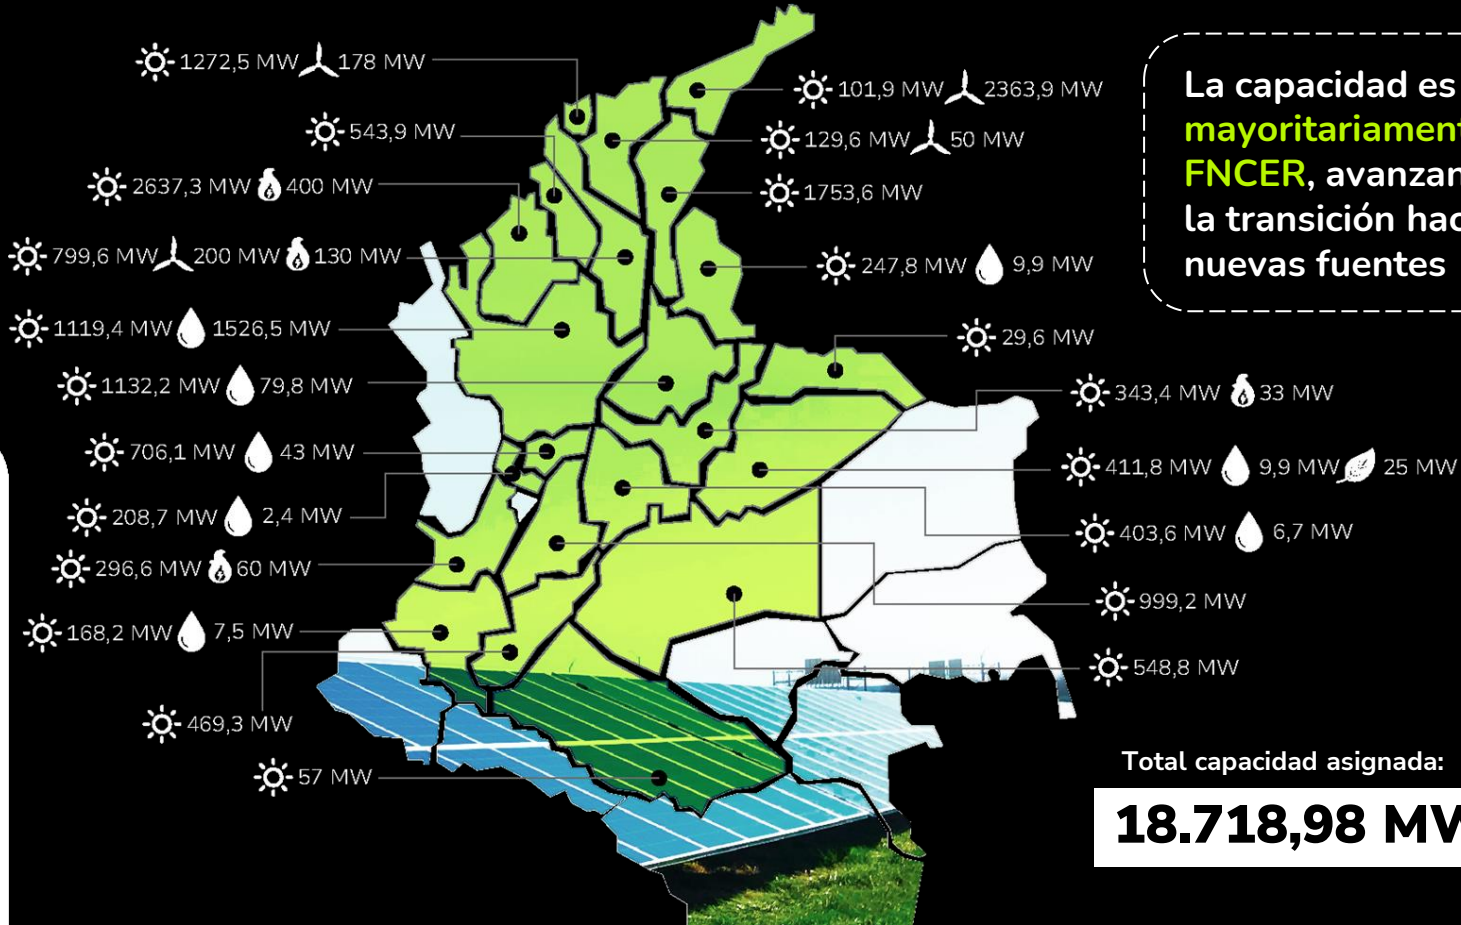 1272,5 MW 178 MW
543,9 MW
2637,3 MW 400 MW
799,6 MW 200 MW 130 MW
1119,4 MW 1526,5 MW
1132,2 MW 79,8 MW
706,1 MW 43 MW
208,7 MW 2,4 MW
296,6 MW 60 MW
168,2 MW 7,5 MW
469,3 MW
57 MW
101,9 MW 2363,9 MW
129,6 MW 50 MW
1753,6 MW
247,8 MW 9,9 MW
29,6 MW
343,4 MW 33 MW
411,8 MW 9,9 MW 25 MW
403,6 MW 6,7 MW
999,2 MW
548,8 MW
La capacidad es
FNCER, avanzan
la transición
nuevas fuentes
Total capacidad asignada:
18.718,98 MW